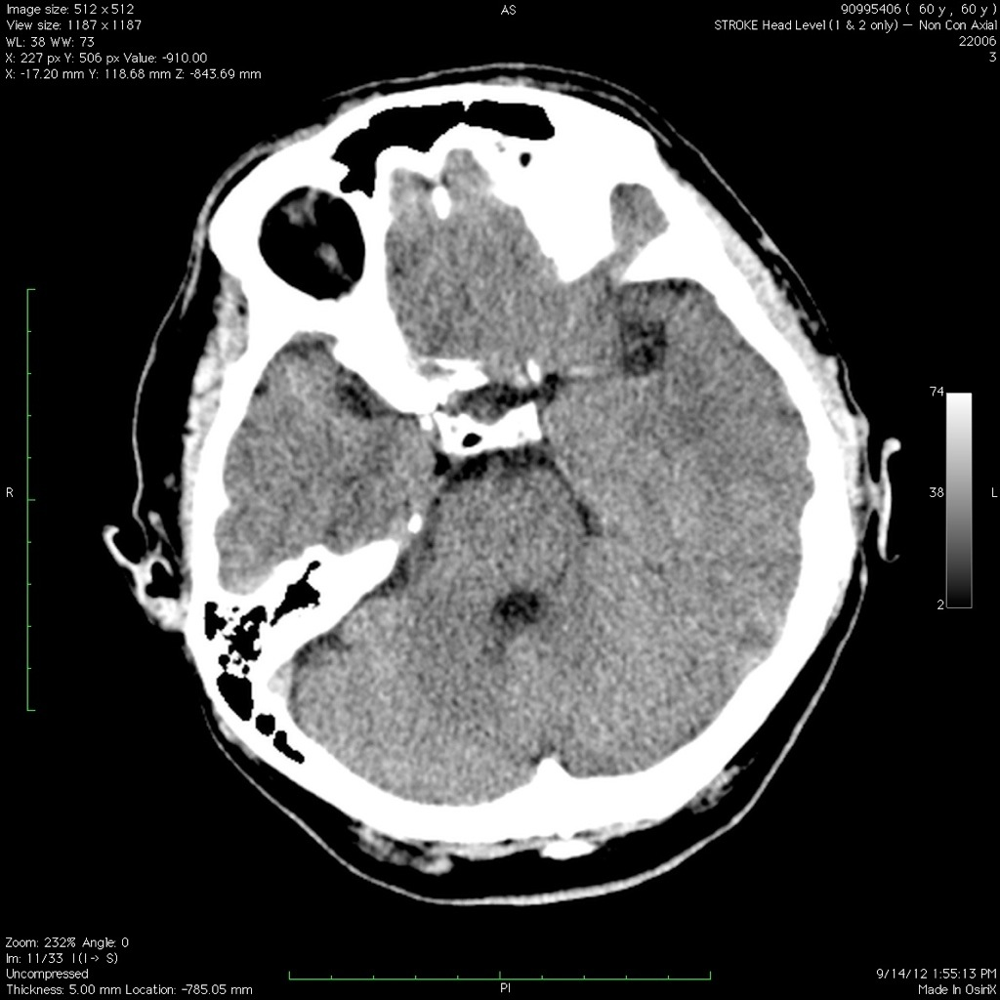 Image size: 512 x 512
View size: 1187 x 1187
WL: 38 WW: 73
X: 227 px Y: 506 px Value: -910.00
X: -17.20 mm Y: 118.68 mm Z: -843.69 mm
AS
90995406 ( 60 y , 60 y )
STROKE Head Level (1 & 2 only) — Non Con Axial
22006
3
R
74
38
2
L
Zoom: 232% Angle: 0
Im: 11/33 I (I -> S)
Uncompressed
Thickness: 5.00 mm Location: -785.05 mm
PI
9/14/12 1:55:13 PM
Made In OsiriX